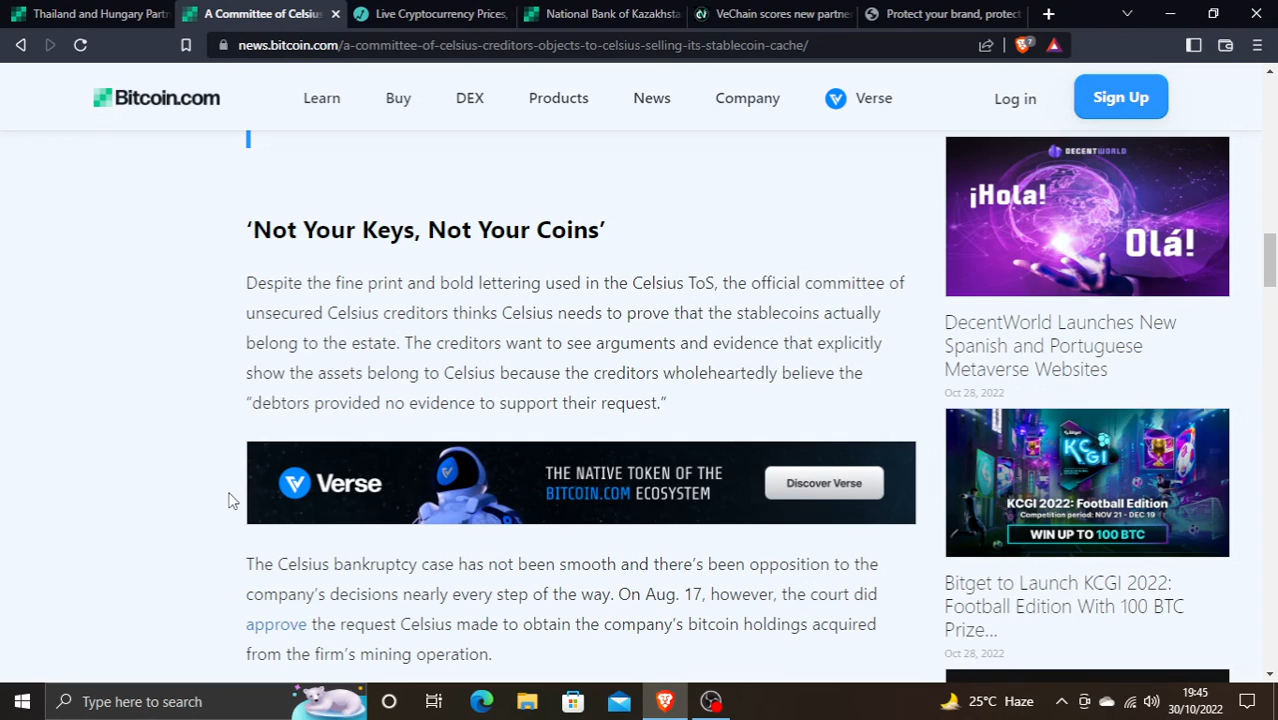 Thailand and Hungary Partn
A Committee of Celsius
Live Cryptocurrency Prices,
National Bank of Kazakhsta
VeChain scores new partner
Protect your brand, protect
news.bitcoin.com/a-committee-of-celsius-creditors-objects-to-celsius-selling-its-stablecoin-cache/
7
Bitcoin.com
Learn
Buy
DEX
Products
News
Company
Verse
Log in
Sign Up
‘Not Your Keys, Not Your Coins’
Despite the fine print and bold lettering used in the Celsius ToS, the official committee of
unsecured Celsius creditors thinks Celsius needs to prove that the stablecoins actually
belong to the estate. The creditors want to see arguments and evidence that explicitly
show the assets belong to Celsius because the creditors wholeheartedly believe the
“debtors provided no evidence to support their request.”
Verse
THE NATIVE TOKEN OF THE
BITCOIN.COM ECOSYSTEM
Discover Verse
The Celsius bankruptcy case has not been smooth and there’s been opposition to the
company’s decisions nearly every step of the way. On Aug. 17, however, the court did
approve the request Celsius made to obtain the company’s bitcoin holdings acquired
from the firm’s mining operation.
DECENTWORLD
¡Hola!
Olá!
DecentWorld Launches New
Spanish and Portuguese
Metaverse Websites
Oct 28, 2022
KCGI
KCGI 2022: Football Edition
Competition period: NOV 21 - DEC 19
WIN UP TO 100 BTC
Bitget to Launch KCGI 2022:
Football Edition With 100 BTC
Prize...
Oct 28, 2022
Type here to search
25°C Haze
19:45
30/10/2022